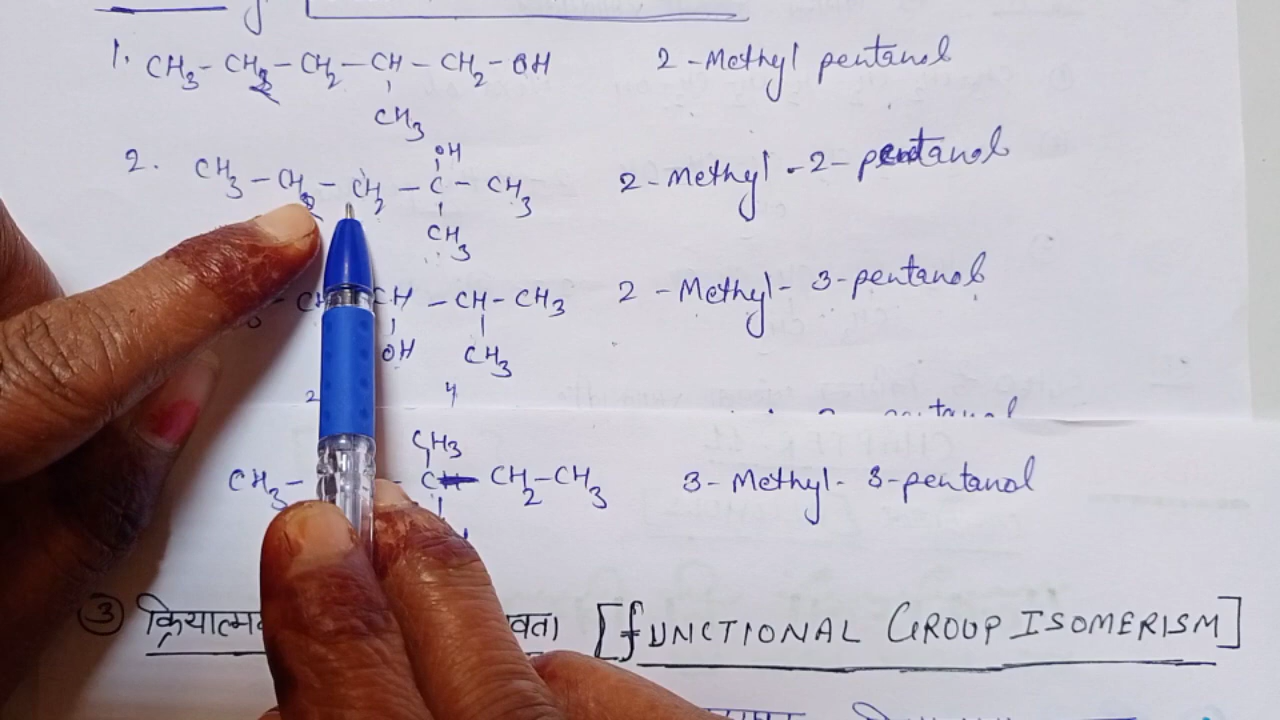 1. CH3 - CH2 - CH2 - CH - CH2 - OH 2-Methyl pentanol
CH3
OH
2. CH3 - CH2 - CH2 - C - CH3 2-Methyl-2-pentanol
CH3
CH - CH - CH3 2-Methyl-3-pentanol
OH CH3
2 4
CH3
CH3- C CH2-CH3 3-Methyl-3-pentanol
③ [FUNCTIONAL GROUP ISOMERISM]